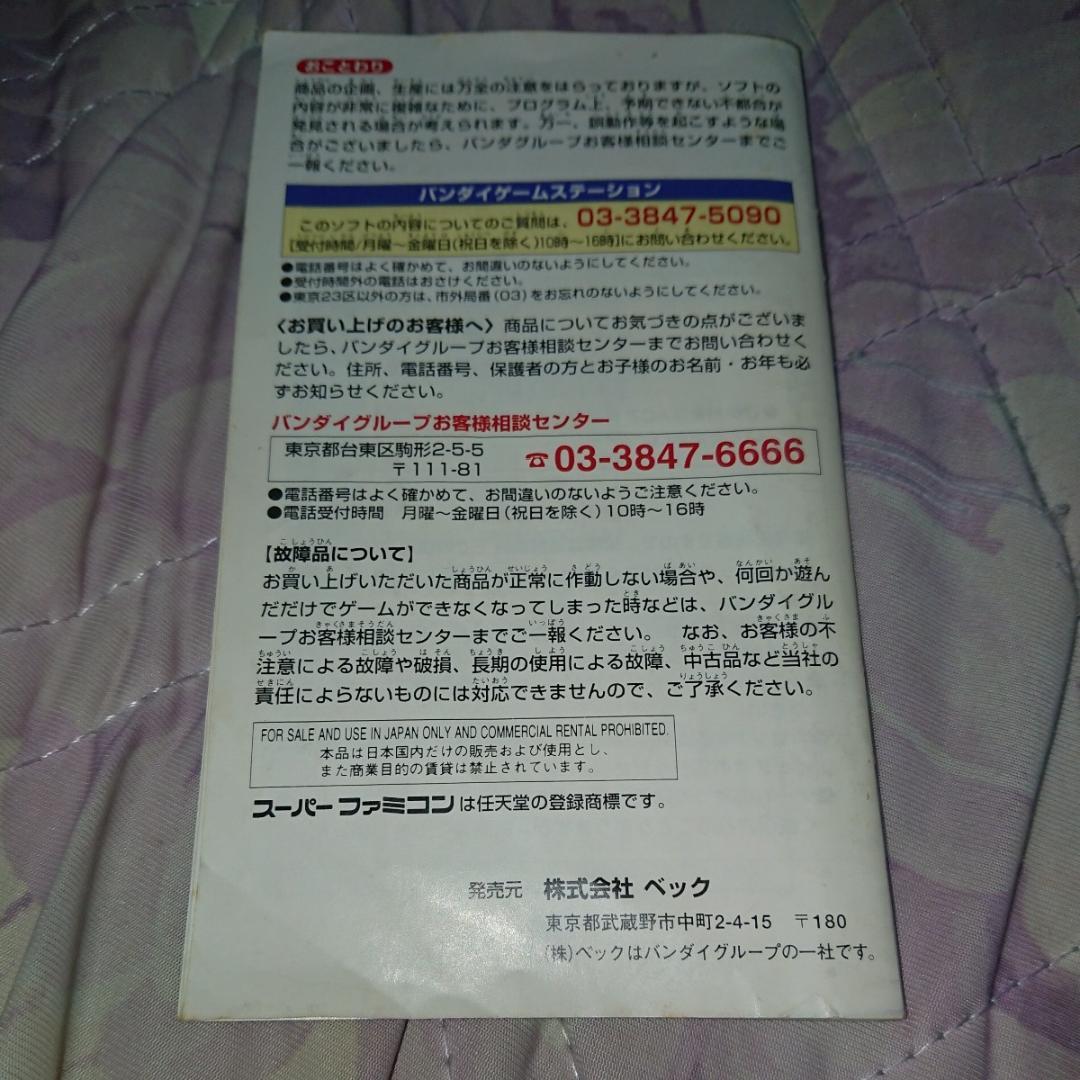 おことわり
商品の企画、生産には万全の注意をはらっておりますが、ソフトの
内容が非常に複雑なために、プログラム上、予期できない不都合が
発見される場合が考えられます。万一、誤動作等を起こすような場
合がございましたら、バンダイグループお客様相談センターまでご
一報ください。
バンダイゲームステーション
このソフトの内容についてのご質問は、03-3847-5090
[受付時間/月曜～金曜日(祝日を除く)10時～16時]にお問い合わせください。
●電話番号はよく確かめて、お間違いのないようにしてください。
●受付時間外の電話はおさけください。
●東京23区以外の方は、市外局番(03)をお忘れのないようにしてください。
〈お買い上げのお客様へ〉商品についてお気づきの点がございま
したら、バンダイグループお客様相談センターまでお問い合わせく
ださい。住所、電話番号、保護者の方とお子様のお名前・お年も必
ずお知らせください。
バンダイグループお客様相談センター
東京都台東区駒形2-5-5
〒111-81 ☎03-3847-6666
●電話番号はよく確かめて、お間違いのないようご注意ください。
●電話受付時間 月曜～金曜日(祝日を除く)10時～16時
【故障品について】
お買い上げいただいた商品が正常に作動しない場合や、何回か遊ん
だだけでゲームができなくなってしまった時などは、バンダイグル
ープお客様相談センターまでご一報ください。 なお、お客様の不
注意による故障や破損、長期の使用による故障、中古品など当社の
責任によらないものには対応できませんので、ご了承ください。
FOR SALE AND USE IN JAPAN ONLY AND COMMERCIAL RENTAL PROHIBITED.
本品は日本国内だけの販売および使用とし、
また商業目的の賃貸は禁止されています。
スーパーファミコンは任天堂の登録商標です。
発売元 株式会社 ベック
東京都武蔵野市中町2-4-15 〒180
(株)ベックはバンダイグループの一社です。